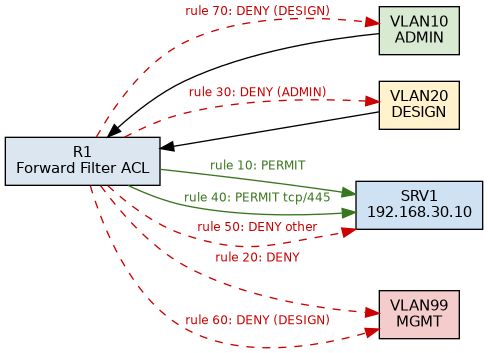 rule 70: DENY (DESIGN)
VLAN10
ADMIN
rule 30: DENY (ADMIN)
VLAN20
DESIGN
R1
Forward Filter ACL
rule 10: PERMIT
rule 40: PERMIT tcp/445
SRV1
192.168.30.10
rule 50: DENY other
rule 20: DENY
VLAN99
MGMT
rule 60: DENY (DESIGN)